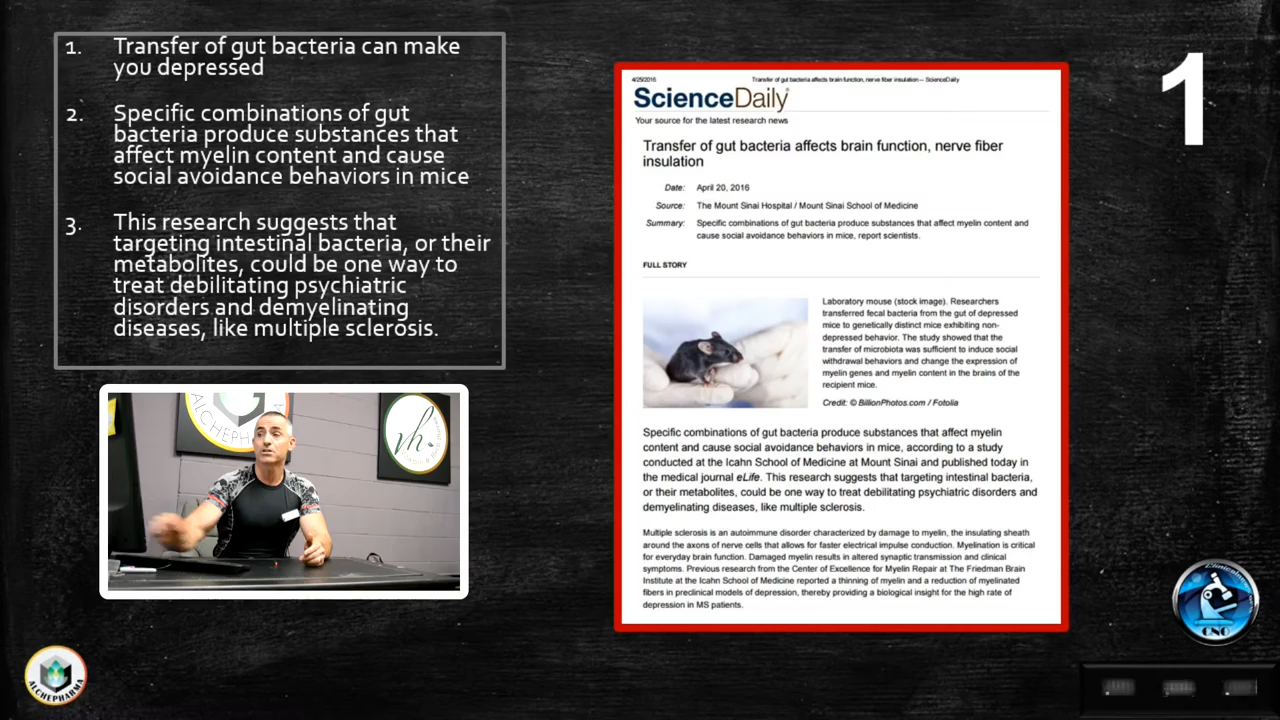 1. Transfer of gut bacteria can make
you depressed
2. Specific combinations of gut
bacteria produce substances that
affect myelin content and cause
social avoidance behaviors in mice
3. This research suggests that
targeting intestinal bacteria, or their
metabolites, could be one way to
treat debilitating psychiatric
disorders and demyelinating
diseases, like multiple sclerosis.
ALCHEPHARMA
vh
ALCHEPHARMA
4/25/2016 Transfer of gut bacteria affects brain function, nerve fiber insulation -- ScienceDaily
ScienceDaily
Your source for the latest research news
Transfer of gut bacteria affects brain function, nerve fiber
insulation
Date: April 20, 2016
Source: The Mount Sinai Hospital / Mount Sinai School of Medicine
Summary: Specific combinations of gut bacteria produce substances that affect myelin content and
cause social avoidance behaviors in mice, report scientists.
FULL STORY
Laboratory mouse (stock image). Researchers
transferred fecal bacteria from the gut of depressed
mice to genetically distinct mice exhibiting non-
depressed behavior. The study showed that the
transfer of microbiota was sufficient to induce social
withdrawal behaviors and change the expression of
myelin genes and myelin content in the brains of the
recipient mice.
Credit: © BillionPhotos.com / Fotolia
Specific combinations of gut bacteria produce substances that affect myelin
content and cause social avoidance behaviors in mice, according to a study
conducted at the Icahn School of Medicine at Mount Sinai and published today in
the medical journal eLife. This research suggests that targeting intestinal bacteria,
or their metabolites, could be one way to treat debilitating psychiatric disorders and
demyelinating diseases, like multiple sclerosis.
Multiple sclerosis is an autoimmune disorder characterized by damage to myelin, the insulating sheath
around the axons of nerve cells that allows for faster electrical impulse conduction. Myelination is critical
for everyday brain function. Damaged myelin results in altered synaptic transmission and clinical
symptoms. Previous research from the Center of Excellence for Myelin Repair at The Friedman Brain
Institute at the Icahn School of Medicine reported a thinning of myelin and a reduction of myelinated
fibers in preclinical models of depression, thereby providing a biological insight for the high rate of
depression in MS patients.
1
CNO